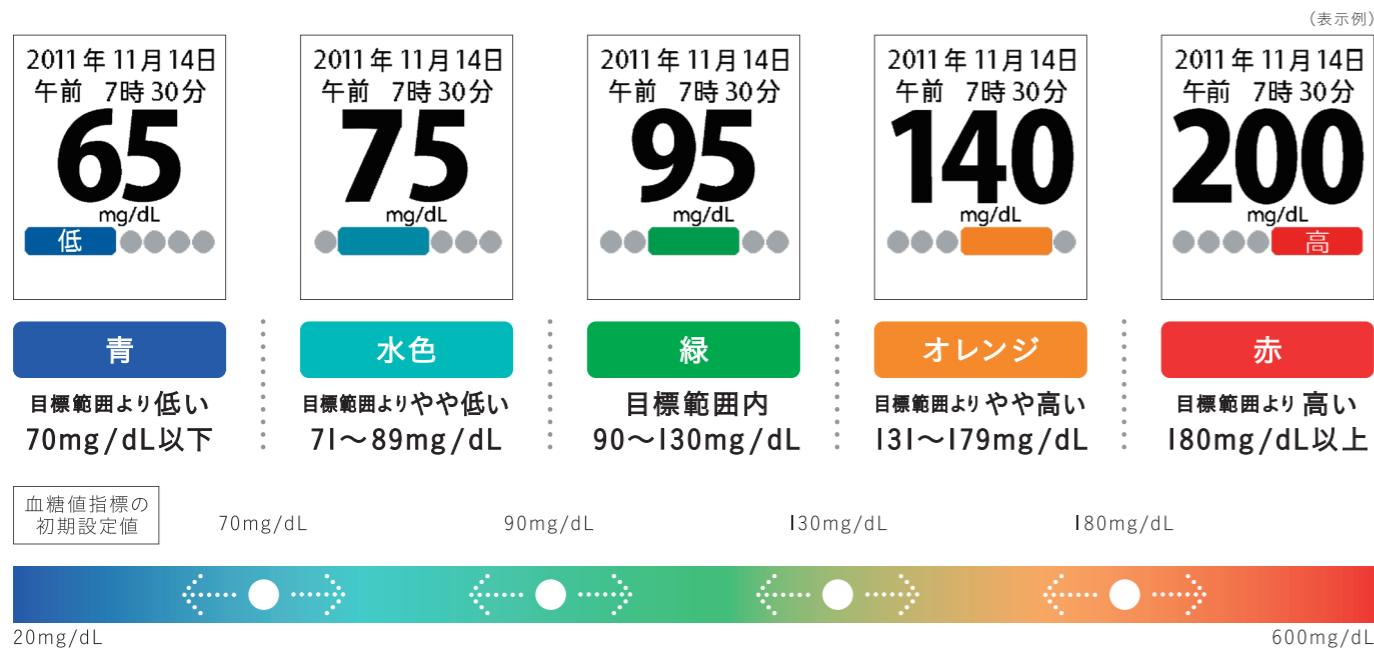 (表示例)
2011年 11月14日
午前 7時30分
65
mg/dL
低
2011年 11月14日
午前 7時30分
75
mg/dL
2011年 11月14日
午前 7時30分
95
mg/dL
2011年 11月14日
午前 7時30分
140
mg/dL
2011年 11月14日
午前 7時30分
200
mg/dL
高
青
目標範囲より低い
70mg/dL以下
水色
目標範囲よりやや低い
71〜89mg/dL
緑
目標範囲内
90〜130mg/dL
オレンジ
目標範囲よりやや高い
131〜179mg/dL
赤
目標範囲より高い
180mg/dL以上
血糖値指標の
初期設定値
70mg/dL
90mg/dL
130mg/dL
180mg/dL
20mg/dL
600mg/dL